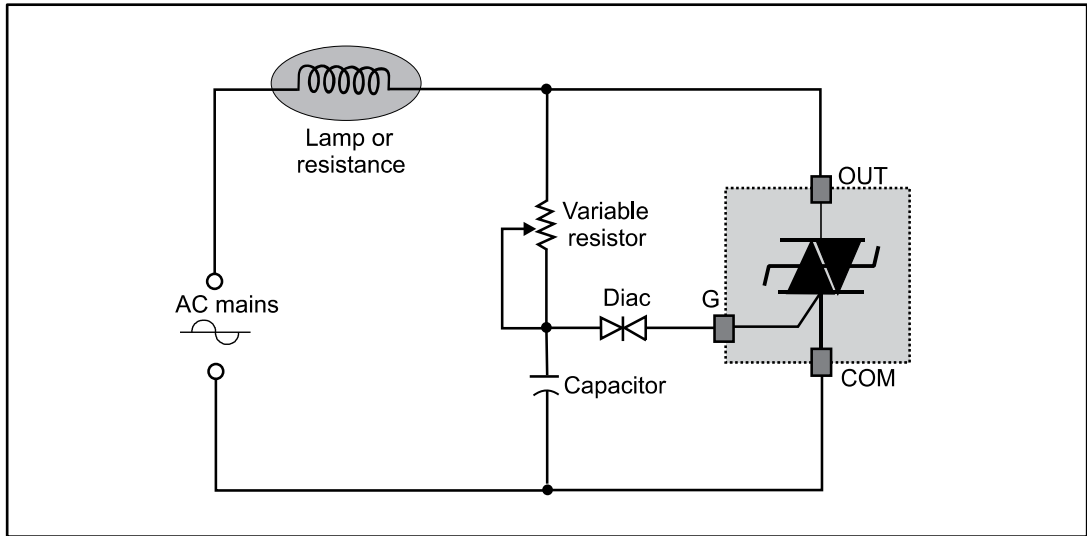 Lamp or
resistance
OUT
Variable
resistor
AC mains
Diac
G
Capacitor
COM